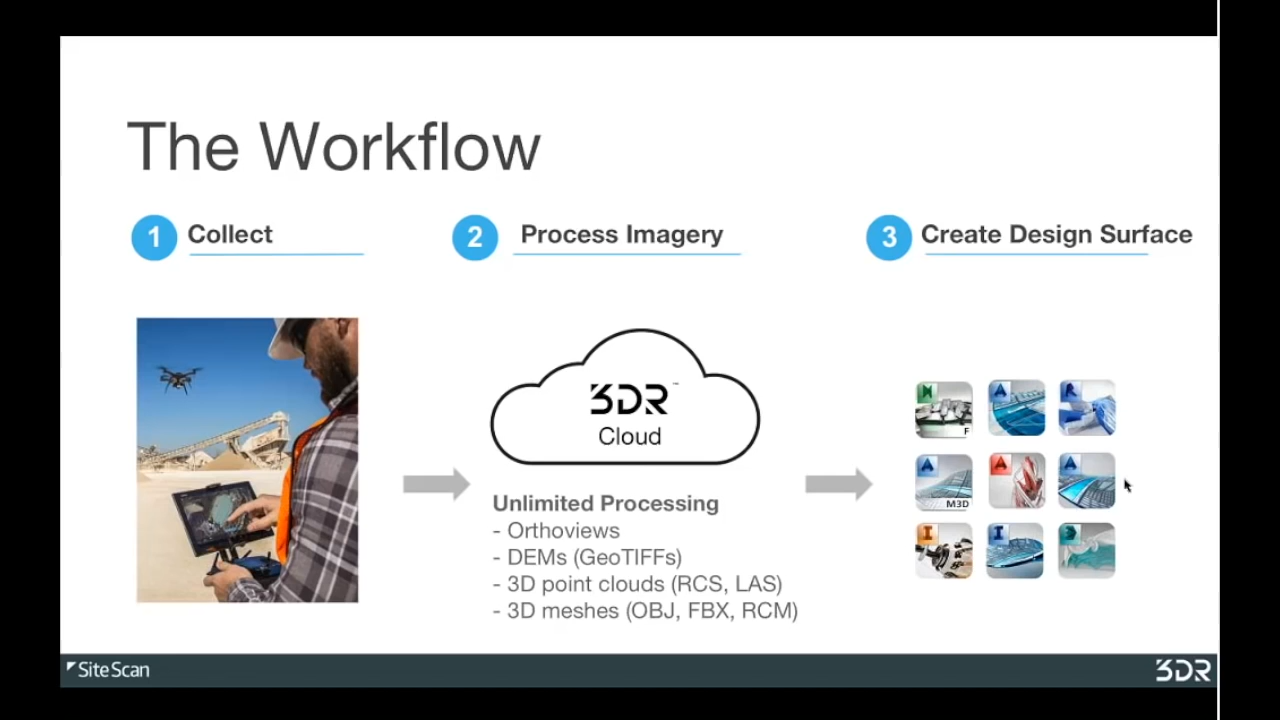 The Workflow
1 Collect
2 Process Imagery
3 Create Design Surface
3DR™
Cloud
Unlimited Processing
- Orthoviews
- DEMs (GeoTIFFs)
- 3D point clouds (RCS, LAS)
- 3D meshes (OBJ, FBX, RCM)
F
A
R
A
M3D
A
A
I
I
SiteScan
3DR